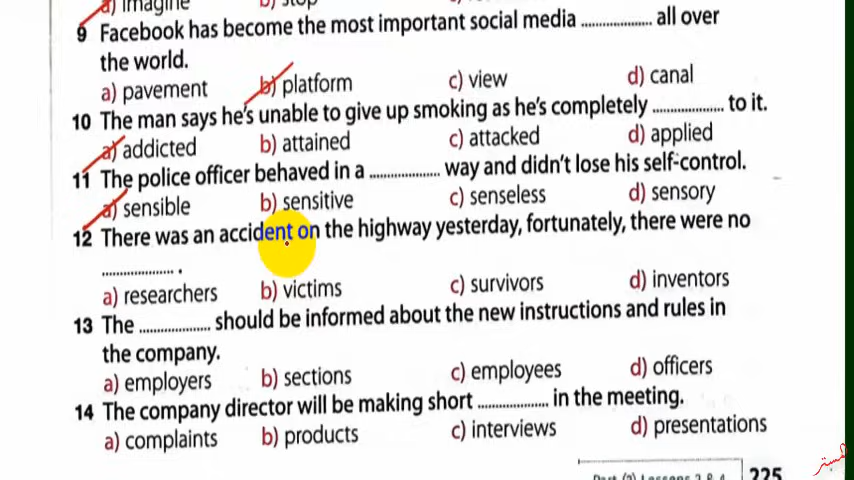 a) imagine b) stop
9 Facebook has become the most important social media .................... all over
the world.
a) pavement b) platform c) view d) canal
10 The man says he's unable to give up smoking as he's completely .................... to it.
a) addicted b) attained c) attacked d) applied
11 The police officer behaved in a .................... way and didn't lose his self-control.
a) sensible b) sensitive c) senseless d) sensory
12 There was an accident on the highway yesterday, fortunately, there were no
.................... .
a) researchers b) victims c) survivors d) inventors
13 The .................... should be informed about the new instructions and rules in
the company.
a) employers b) sections c) employees d) officers
14 The company director will be making short .................... in the meeting.
a) complaints b) products c) interviews d) presentations
225